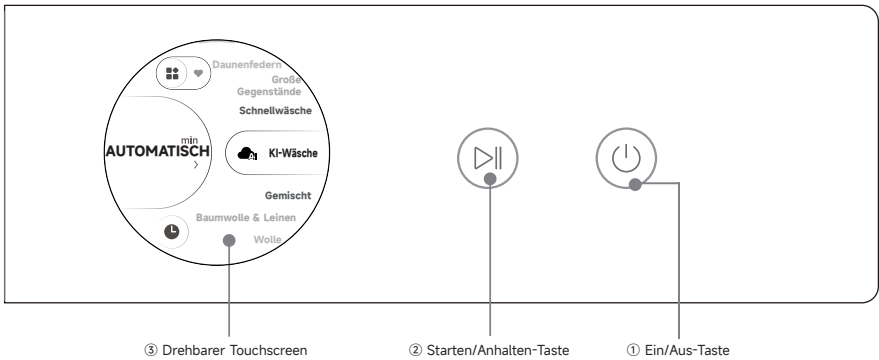 Daunenfedern
Große
Gegenstände
Schnellwäsche
min
AUTOMATISCH
KI-Wäsche
AI
Gemischt
Baumwolle & Leinen
Wolle
③ Drehbarer Touchscreen
② Starten/Anhalten-Taste
① Ein/Aus-Taste